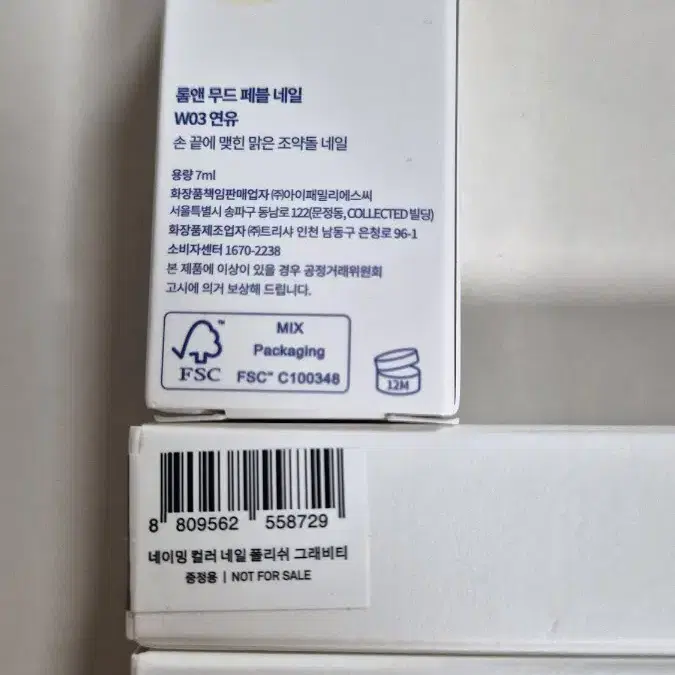 롬앤 무드 페블 네일
W03 연유
손 끝에 맺힌 맑은 조약돌 네일
용량 7ml
화장품책임판매업자 ㈜아이패밀리에스씨
서울특별시 송파구 동남로 122(문정동, COLLECTED 빌딩)
화장품제조업자 ㈜트리샤 인천 남동구 은청로 96-1
소비자센터 1670-2238
본 제품에 이상이 있을 경우 공정거래위원회
고시에 의거 보상해 드립니다.
FSC™
MIX
Packaging
FSC™ C100348
12M
8 809562 558729
네이밍 컬러 네일 폴리쉬 그래비티
증정용 | NOT FOR SALE